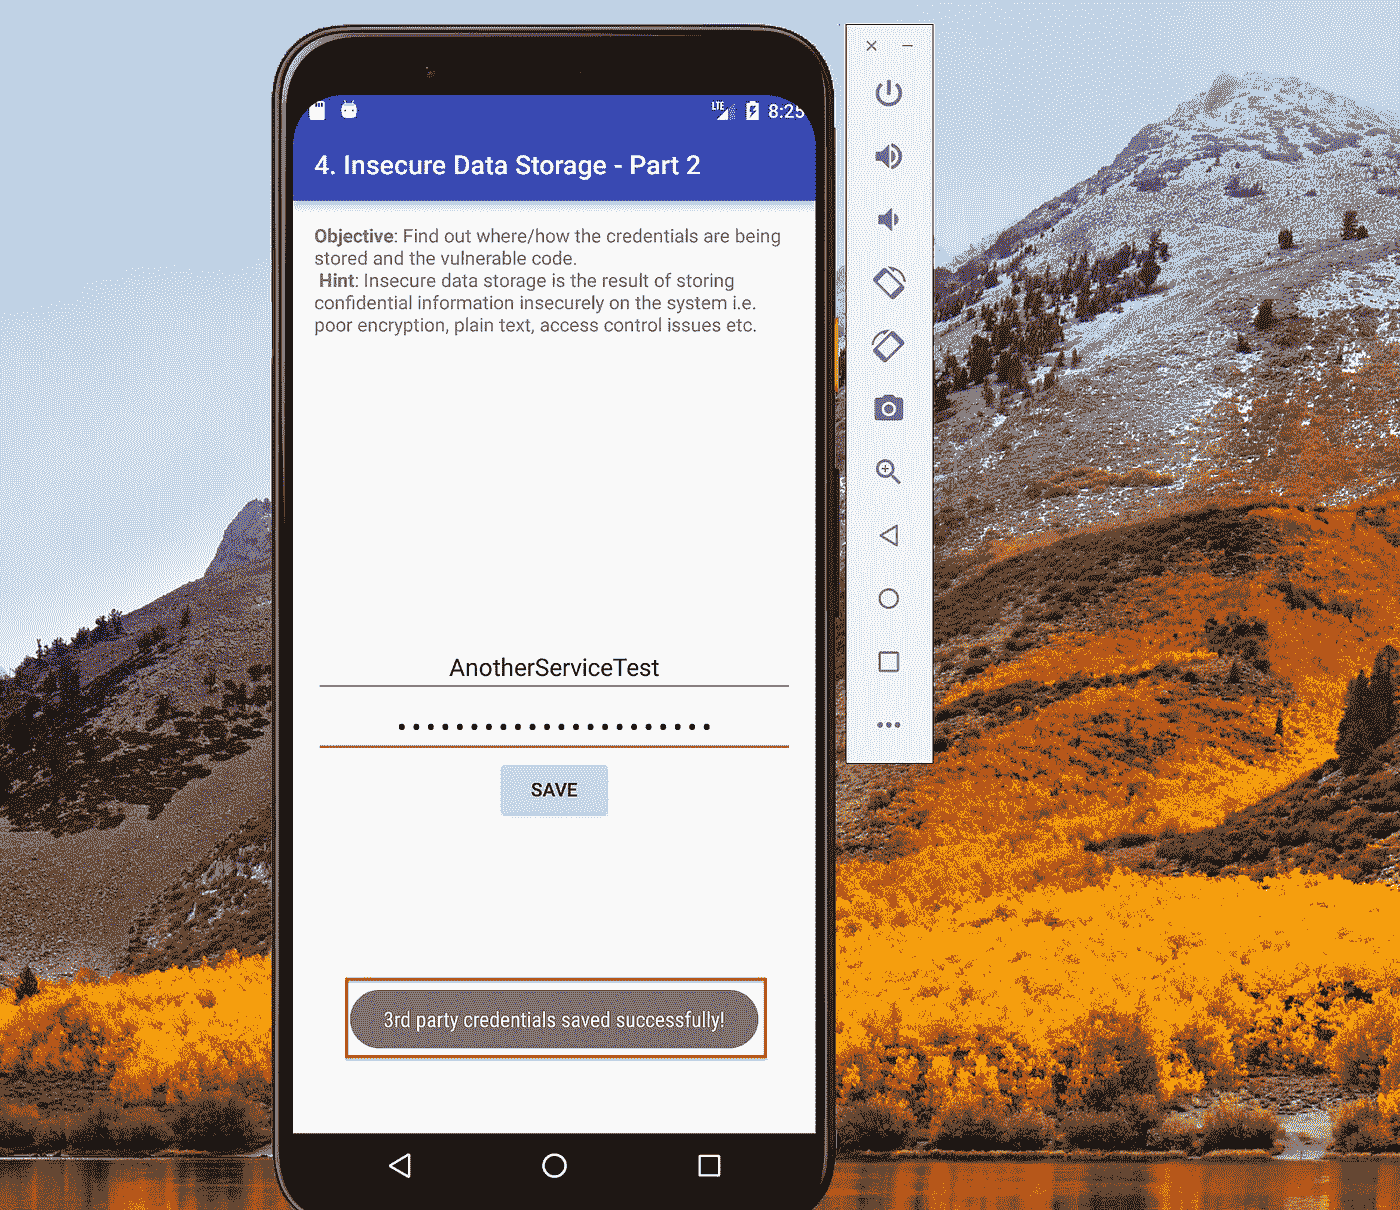 LTE 8:25
4. Insecure Data Storage - Part 2
Objective: Find out where/how the credentials are being
stored and the vulnerable code.
Hint: Insecure data storage is the result of storing
confidential information insecurely on the system i.e.
poor encryption, plain text, access control issues etc.
AnotherServiceTest
SAVE
3rd party credentials saved successfully!